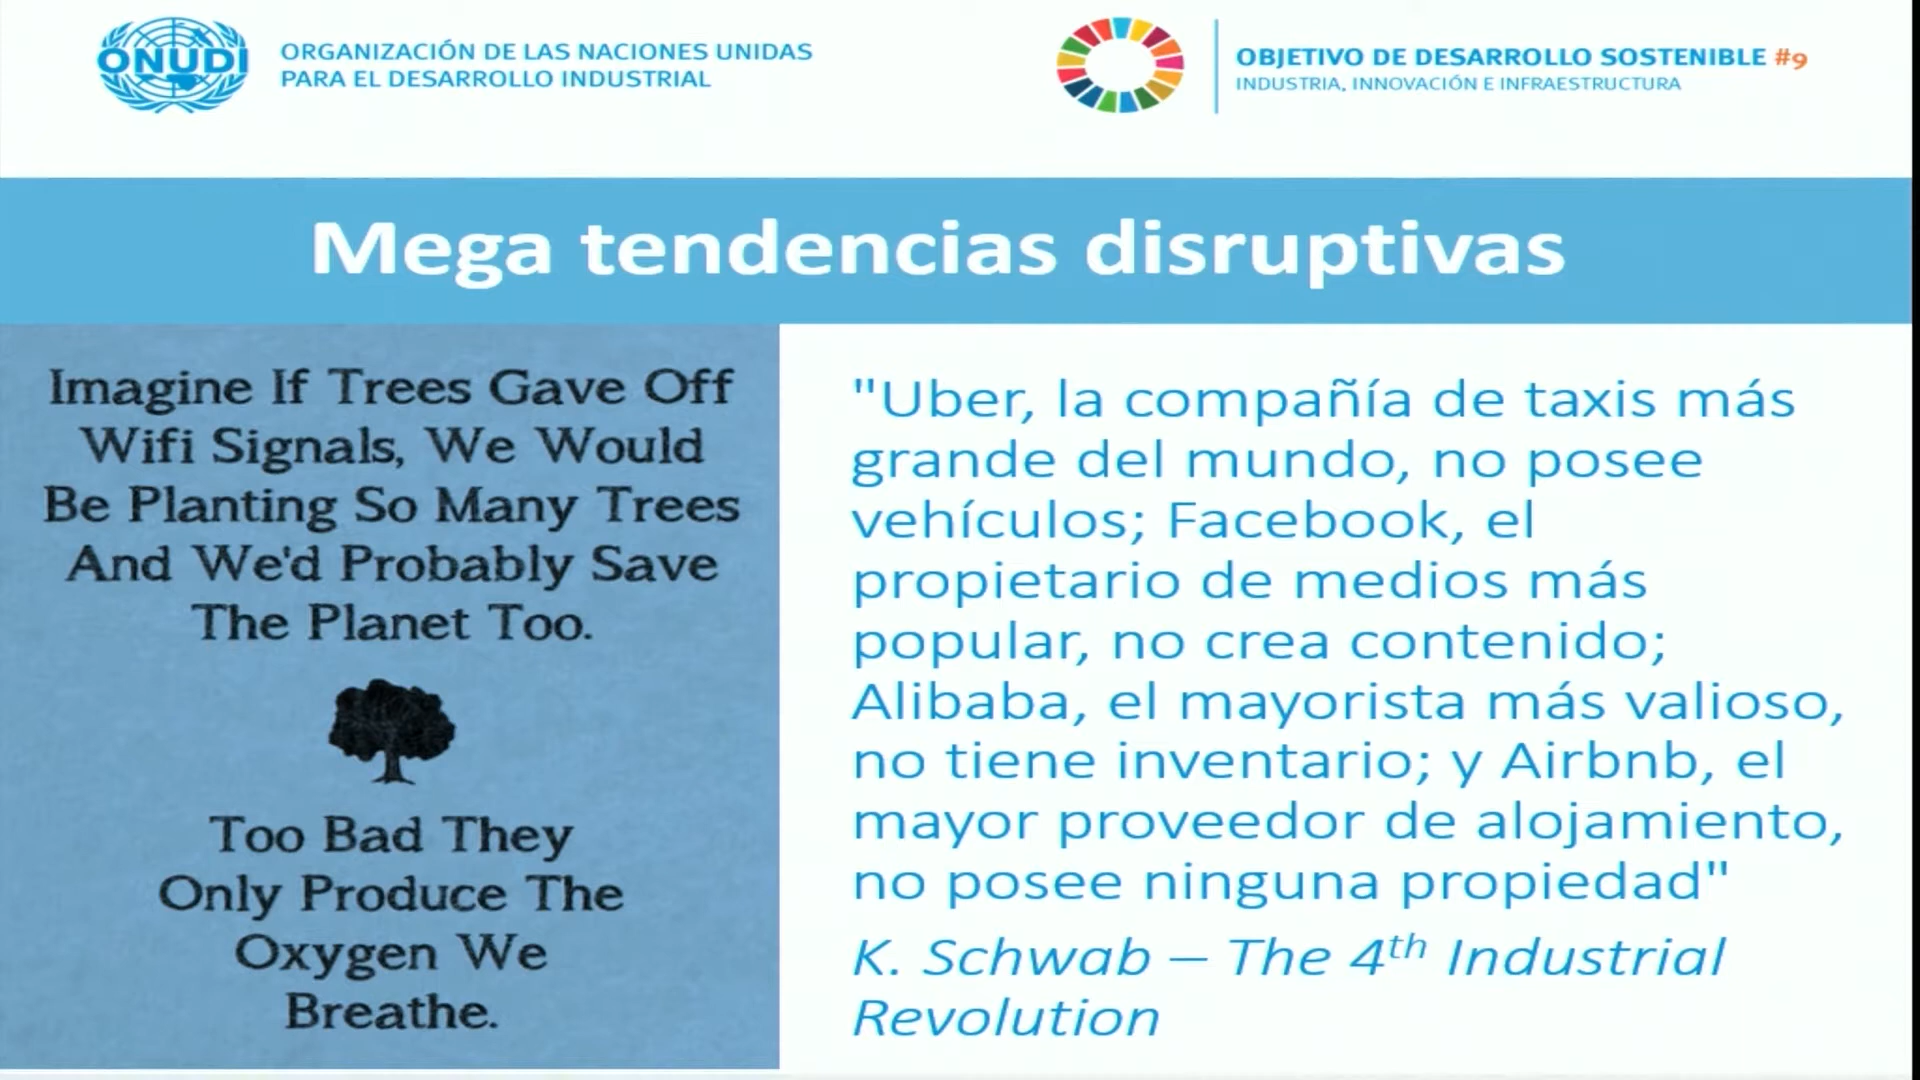 ONUDI
ORGANIZACIÓN DE LAS NACIONES UNIDAS
PARA EL DESARROLLO INDUSTRIAL
OBJETIVO DE DESARROLLO SOSTENIBLE #9
INDUSTRIA, INNOVACIÓN E INFRAESTRUCTURA
Mega tendencias disruptivas
Imagine If Trees Gave Off
Wifi Signals, We Would
Be Planting So Many Trees
And We'd Probably Save
The Planet Too.
Too Bad They
Only Produce The
Oxygen We
Breathe.
"Uber, la compañía de taxis más
grande del mundo, no posee
vehículos; Facebook, el
propietario de medios más
popular, no crea contenido;
Alibaba, el mayorista más valioso,
no tiene inventario; y Airbnb, el
mayor proveedor de alojamiento,
no posee ninguna propiedad"
K. Schwab – The 4th Industrial
Revolution